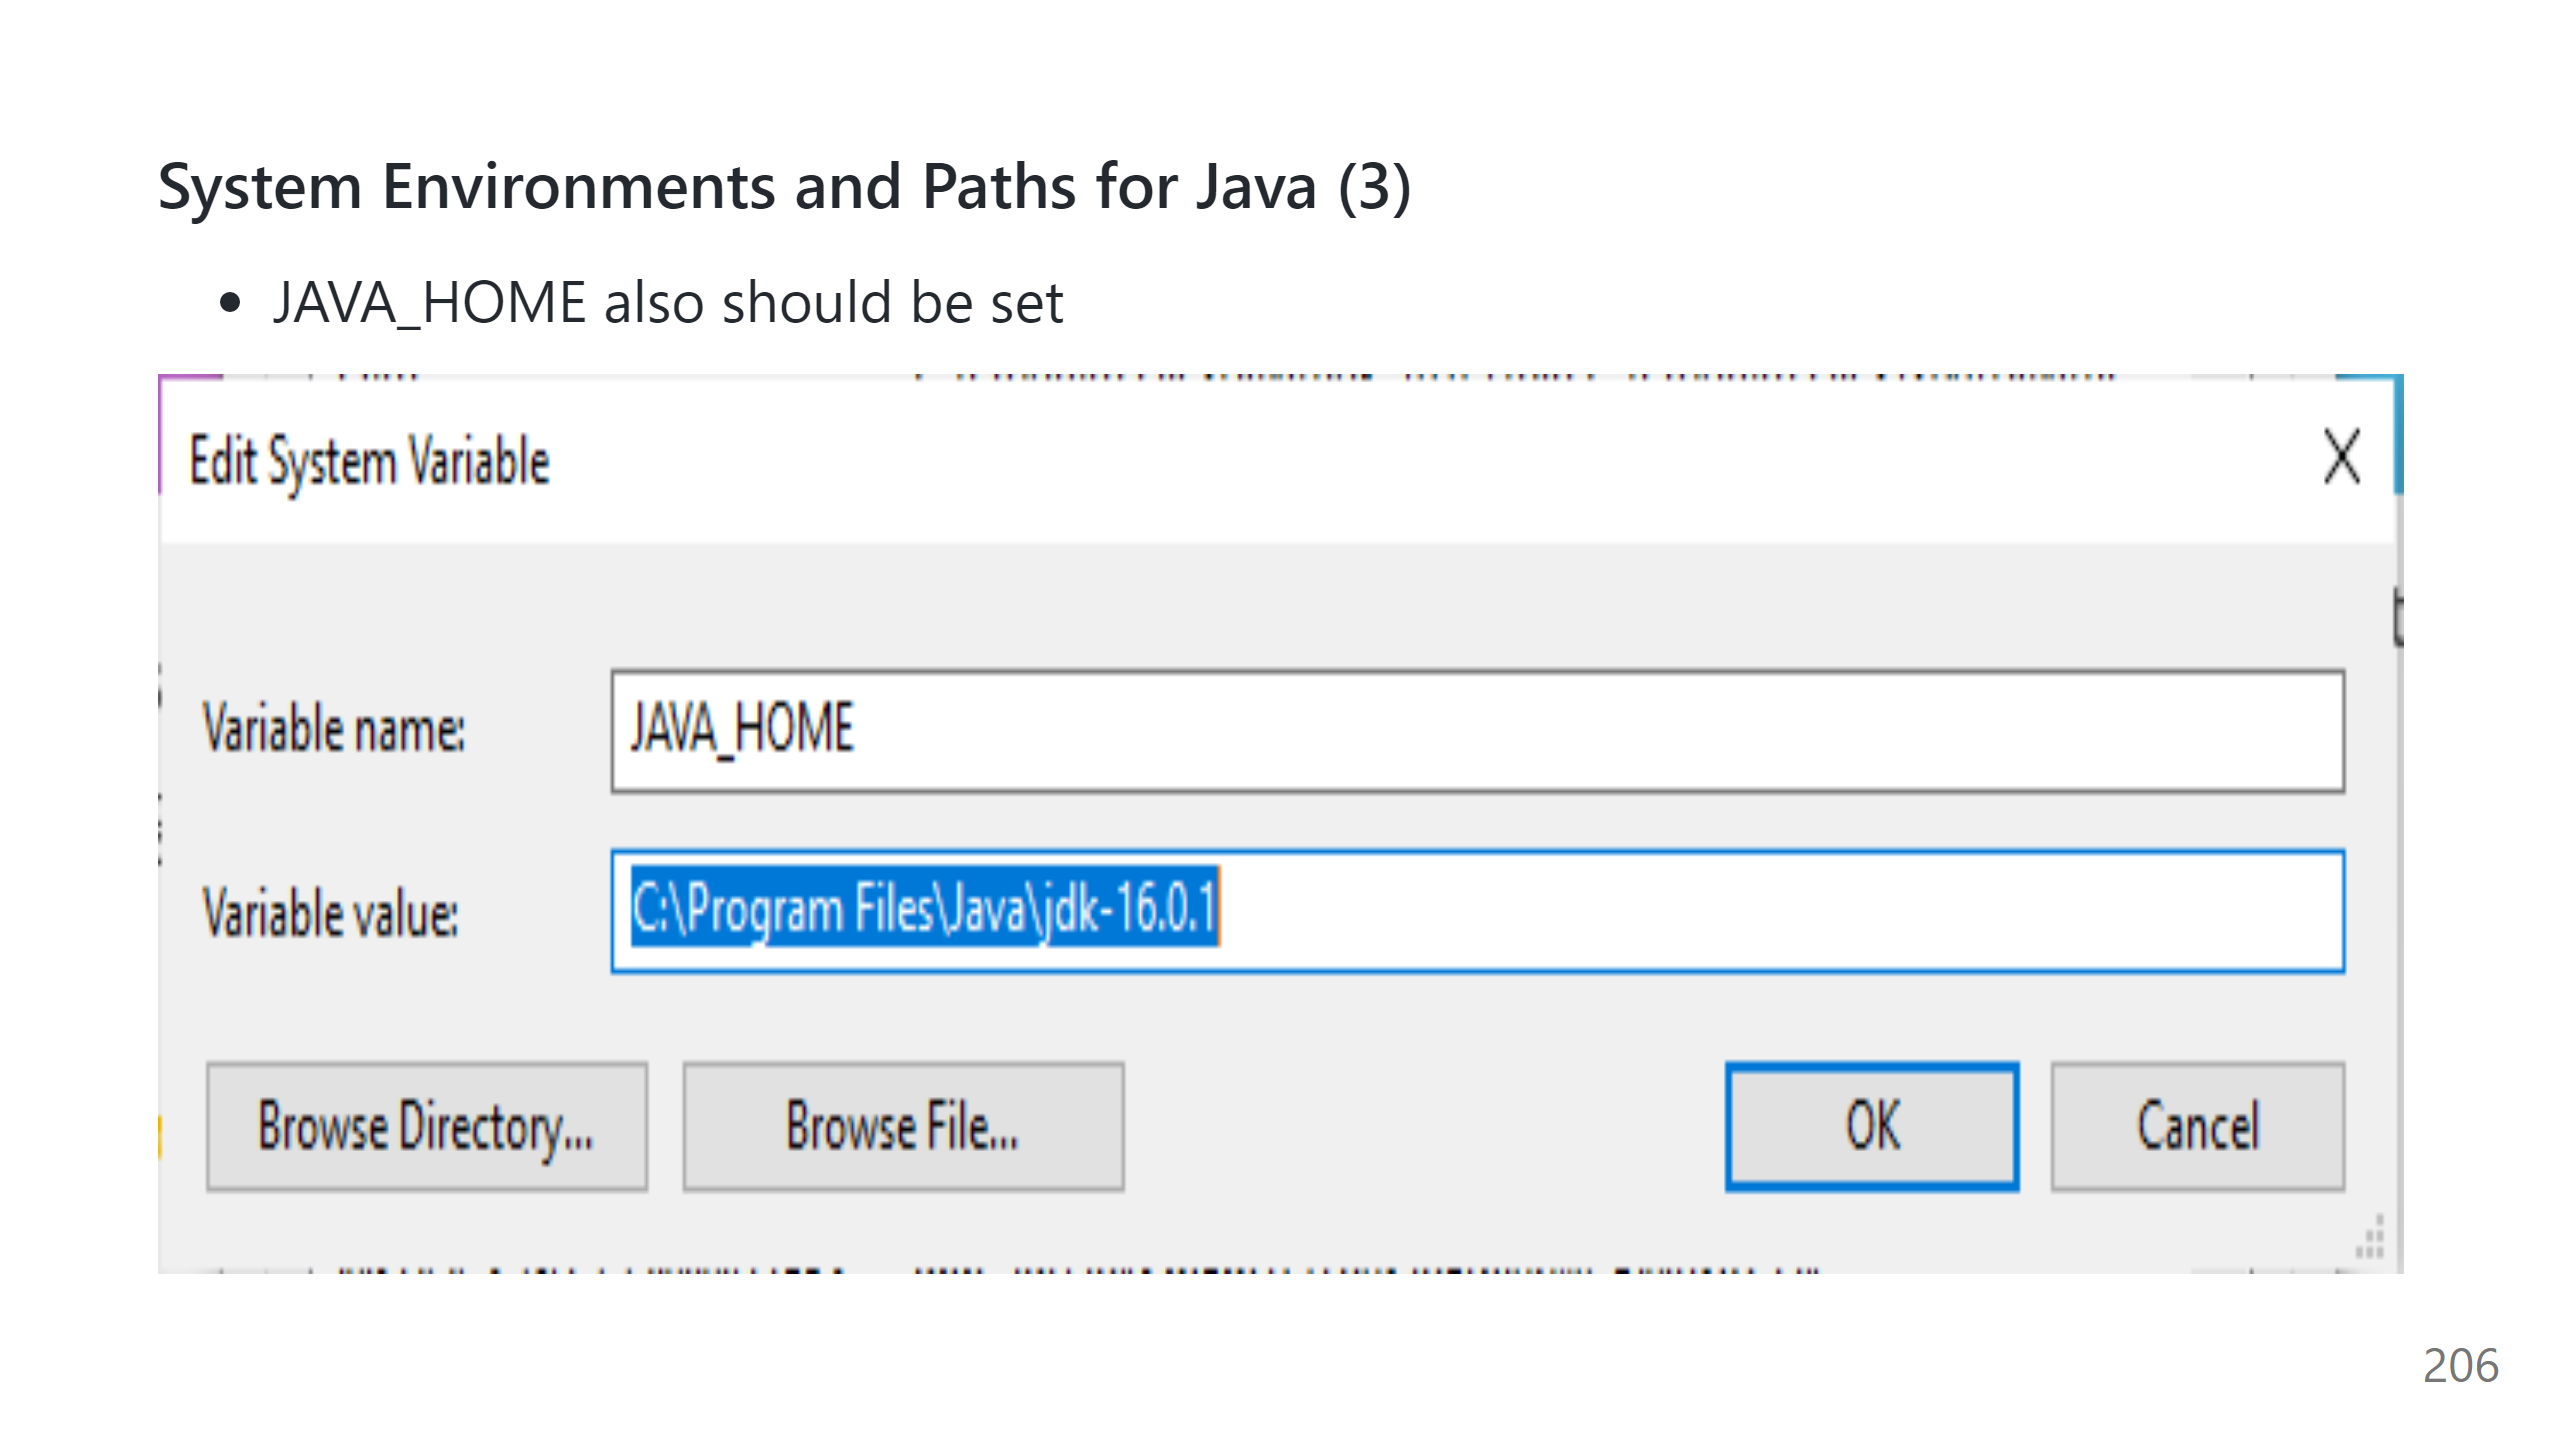 System Environments and Paths for Java (3)
• JAVA_HOME also should be set
Edit System Variable
Variable name:
JAVA_HOME
Variable value:
C:\Program Files\Java\jdk-16.0.1
Browse Directory...
Browse File...
OK
Cancel
206